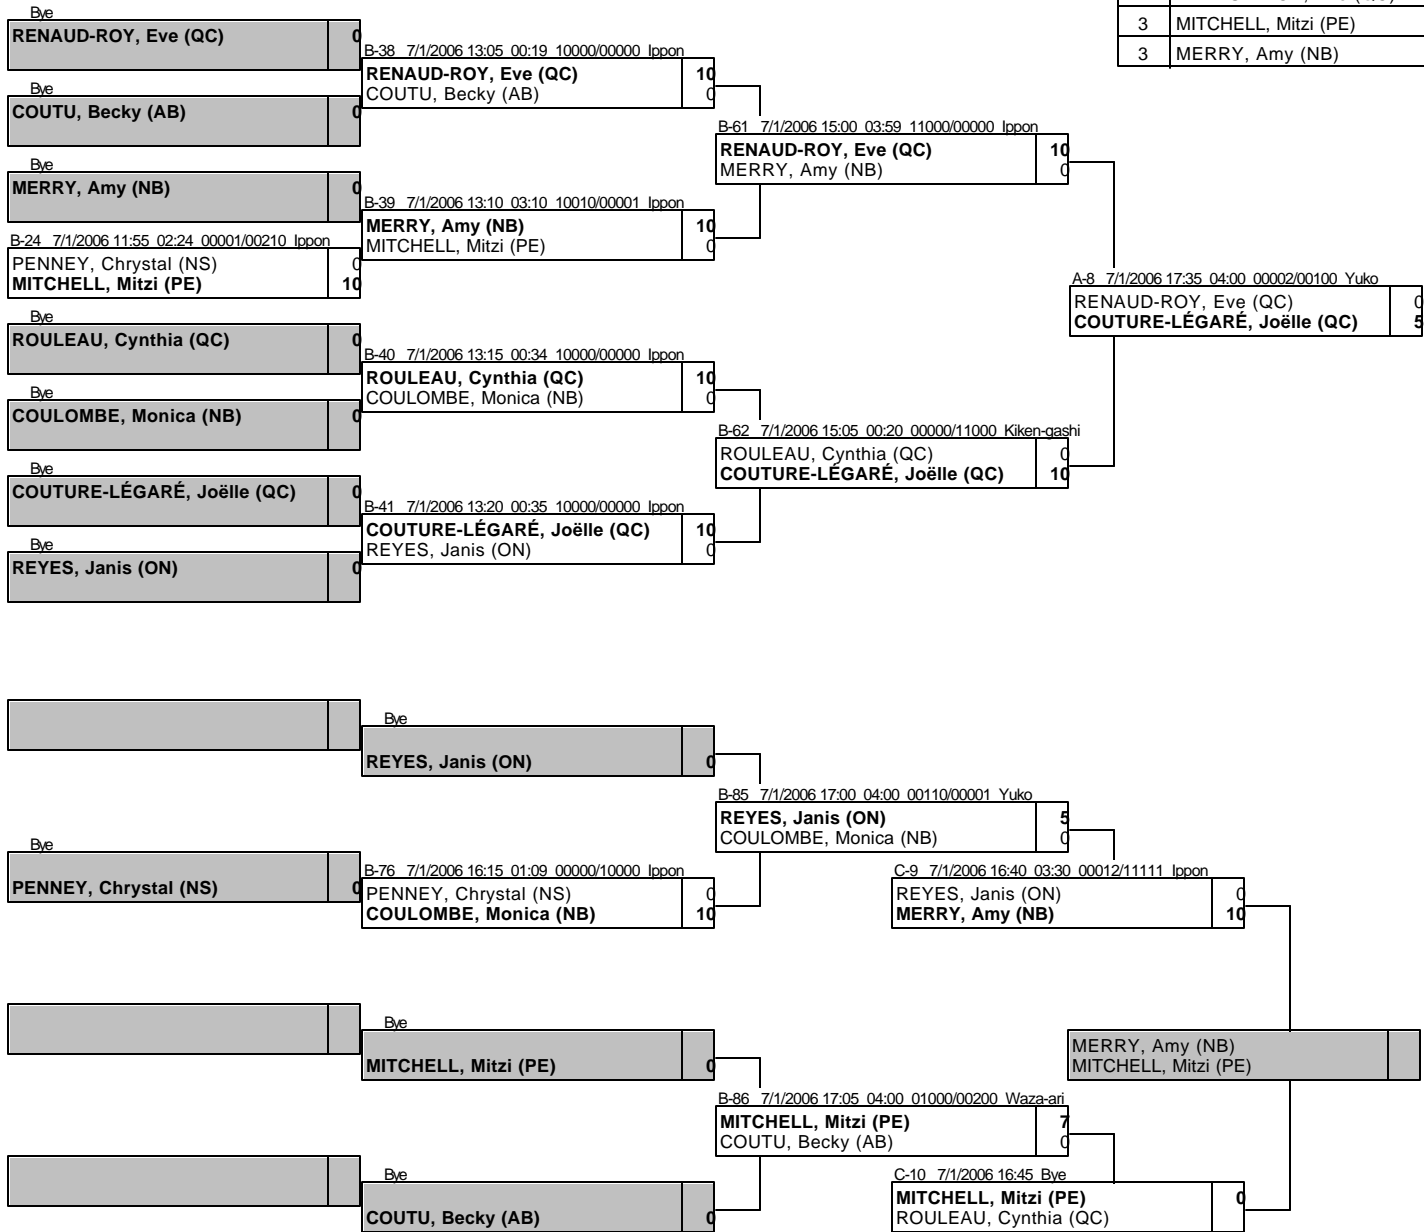 3 MITCHELL, Mitzi (PE)
3 MERRY, Amy (NB)
Bye
RENAUD-ROY, Eve (QC) 0
Bye
COUTU, Becky (AB) 0
Bye
MERRY, Amy (NB) 0
B-24 7/1/2006 11:55 02:24 00001/00210 Ippon
PENNEY, Chrystal (NS) 0
MITCHELL, Mitzi (PE) 10
Bye
ROULEAU, Cynthia (QC) 0
Bye
COULOMBE, Monica (NB) 0
Bye
COUTURE-LÉGARÉ, Joëlle (QC) 0
Bye
REYES, Janis (ON) 0
B-38 7/1/2006 13:05 00:19 10000/00000 Ippon
RENAUD-ROY, Eve (QC) 10
COUTU, Becky (AB) 0
B-39 7/1/2006 13:10 03:10 10010/00001 Ippon
MERRY, Amy (NB) 10
MITCHELL, Mitzi (PE) 0
B-40 7/1/2006 13:15 00:34 10000/00000 Ippon
ROULEAU, Cynthia (QC) 10
COULOMBE, Monica (NB) 0
B-41 7/1/2006 13:20 00:35 10000/00000 Ippon
COUTURE-LÉGARÉ, Joëlle (QC) 10
REYES, Janis (ON) 0
B-61 7/1/2006 15:00 03:59 11000/00000 Ippon
RENAUD-ROY, Eve (QC) 10
MERRY, Amy (NB) 0
B-62 7/1/2006 15:05 00:20 00000/11000 Kiken-gashi
ROULEAU, Cynthia (QC) 0
COUTURE-LÉGARÉ, Joëlle (QC) 10
A-8 7/1/2006 17:35 04:00 00002/00100 Yuko
RENAUD-ROY, Eve (QC) 0
COUTURE-LÉGARÉ, Joëlle (QC) 5
Bye
REYES, Janis (ON) 0
Bye
PENNEY, Chrystal (NS) 0
B-76 7/1/2006 16:15 01:09 00000/10000 Ippon
PENNEY, Chrystal (NS) 0
COULOMBE, Monica (NB) 10
B-85 7/1/2006 17:00 04:00 00110/00001 Yuko
REYES, Janis (ON) 5
COULOMBE, Monica (NB) 0
C-9 7/1/2006 16:40 03:30 00012/11111 Ippon
REYES, Janis (ON) 0
MERRY, Amy (NB) 10
Bye
MITCHELL, Mitzi (PE) 0
Bye
Bye
COUTU, Becky (AB) 0
B-86 7/1/2006 17:05 04:00 01000/00200 Waza-ari
MITCHELL, Mitzi (PE) 7
COUTU, Becky (AB) 0
C-10 7/1/2006 16:45 Bye
MITCHELL, Mitzi (PE) 0
ROULEAU, Cynthia (QC)
MERRY, Amy (NB)
MITCHELL, Mitzi (PE)